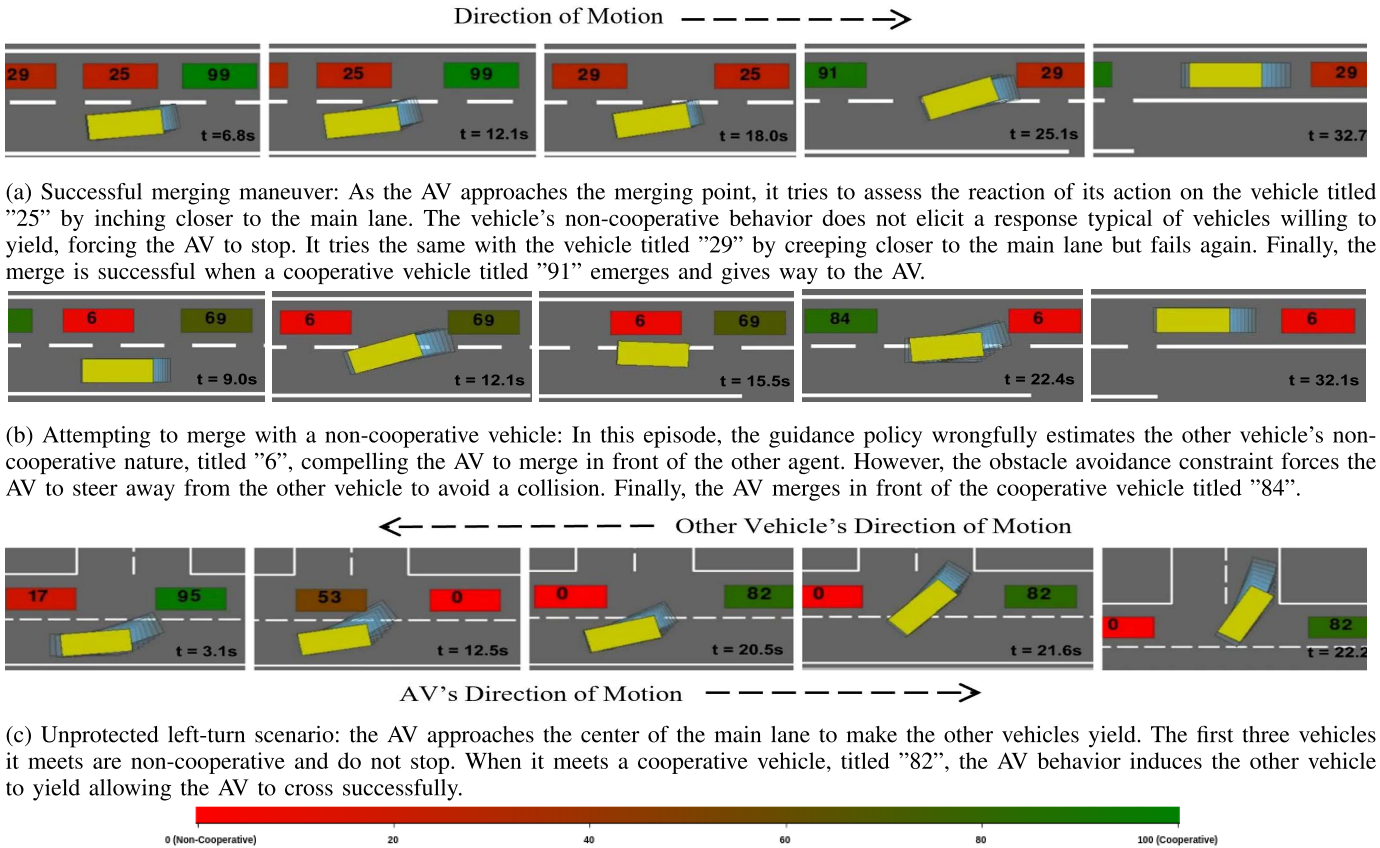 Direction of Motion
29 25 99 t =6.8s
25 99 t = 12.1s
29 25 t = 18.0s
91 29 t = 25.1s
29 t = 32.7
(a) Successful merging maneuver: As the AV approaches the merging point, it tries to assess the reaction of its action on the vehicle titled
”25” by inching closer to the main lane. The vehicle’s non-cooperative behavior does not elicit a response typical of vehicles willing to
yield, forcing the AV to stop. It tries the same with the vehicle titled ”29” by creeping closer to the main lane but fails again. Finally, the
merge is successful when a cooperative vehicle titled ”91” emerges and gives way to the AV.
6 69 t = 9.0s
6 69 t = 12.1s
6 69 t = 15.5s
84 6 t = 22.4s
6 t = 32.1s
(b) Attempting to merge with a non-cooperative vehicle: In this episode, the guidance policy wrongfully estimates the other vehicle’s non-
cooperative nature, titled ”6”, compelling the AV to merge in front of the other agent. However, the obstacle avoidance constraint forces the
AV to steer away from the other vehicle to avoid a collision. Finally, the AV merges in front of the cooperative vehicle titled ”84”.
Other Vehicle’s Direction of Motion
17 95 t = 3.1s
53 0 t = 12.5s
0 82 t = 20.5s
0 82 t = 21.6s
0 82 t = 22.2
AV’s Direction of Motion
(c) Unprotected left-turn scenario: the AV approaches the center of the main lane to make the other vehicles yield. The first three vehicles
it meets are non-cooperative and do not stop. When it meets a cooperative vehicle, titled ”82”, the AV behavior induces the other vehicle
to yield allowing the AV to cross successfully.
0 (Non-Cooperative) 20 40 60 80 100 (Cooperative)